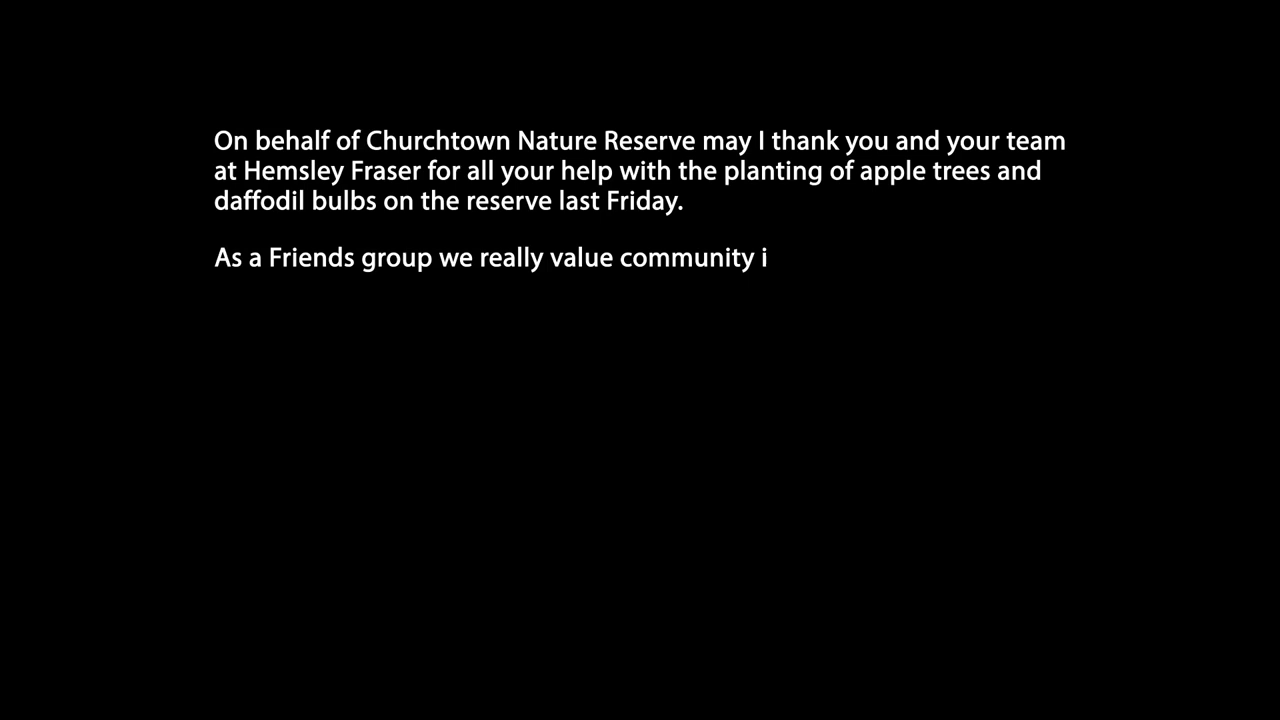 On behalf of Churchtown Nature Reserve may I thank you and your team
at Hemsley Fraser for all your help with the planting of apple trees and
daffodil bulbs on the reserve last Friday.
As a Friends group we really value community i